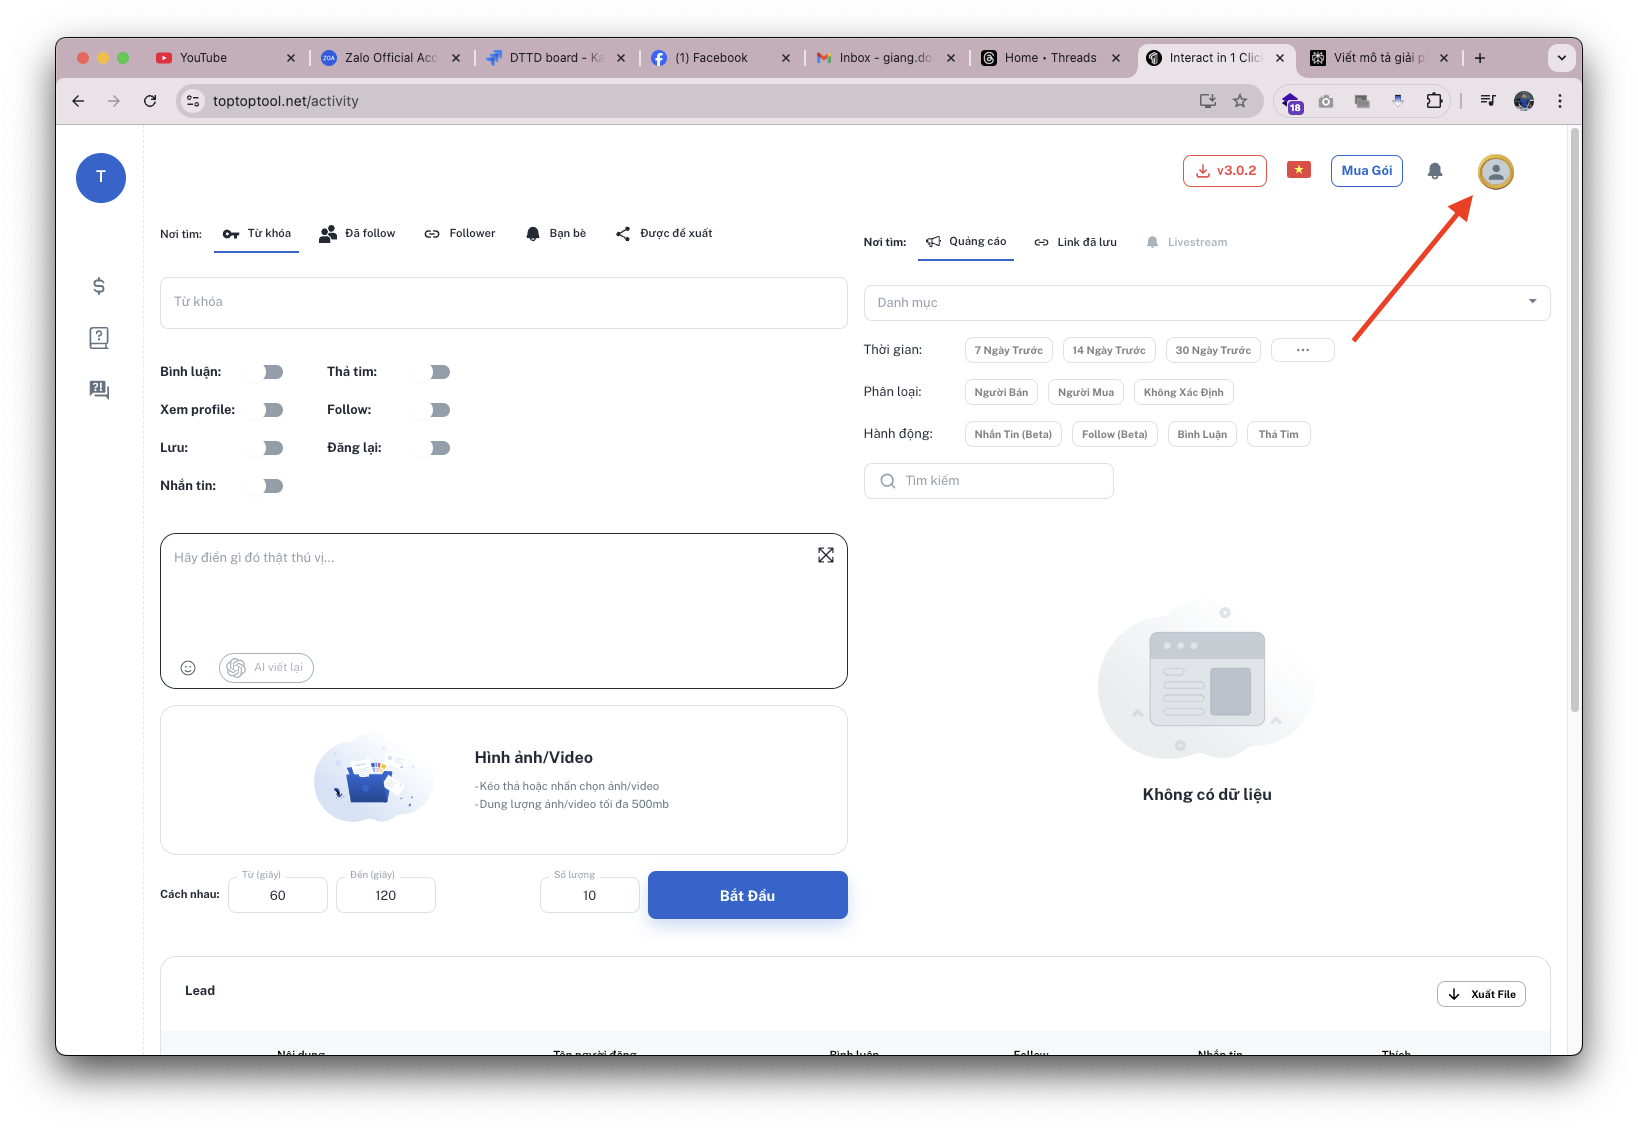 YouTube
Zalo Official Acc
DTTD board - Ka
(1) Facebook
Inbox - giang.do
Home • Threads
Interact in 1 Clic
Viết mô tả giải p
toptoptool.net/activity
18
T
v3.0.2
Mua Gói
Nơi tìm:
Từ khóa
Đã follow
Follower
Bạn bè
Được đề xuất
Từ khóa
Bình luận:
Thả tim:
Xem profile:
Follow:
Lưu:
Đăng lại:
Nhắn tin:
Hãy điền gì đó thật thú vị...
AI viết lại
Hình ảnh/Video
-Kéo thả hoặc nhấn chọn ảnh/video
-Dung lượng ảnh/video tối đa 500mb
Cách nhau:
Từ (giây)
60
Đến (giây)
120
Số lượng
10
Bắt Đầu
Nơi tìm:
Quảng cáo
Link đã lưu
Livestream
Danh mục
Thời gian:
7 Ngày Trước
14 Ngày Trước
30 Ngày Trước
...
Phân loại:
Người Bán
Người Mua
Không Xác Định
Hành động:
Nhắn Tin (Beta)
Follow (Beta)
Bình Luận
Thả Tim
Tìm kiếm
Không có dữ liệu
Lead
Xuất File
Nội dung
Tên người đăng
Bình luận
Follow
Nhắn tin
Thích